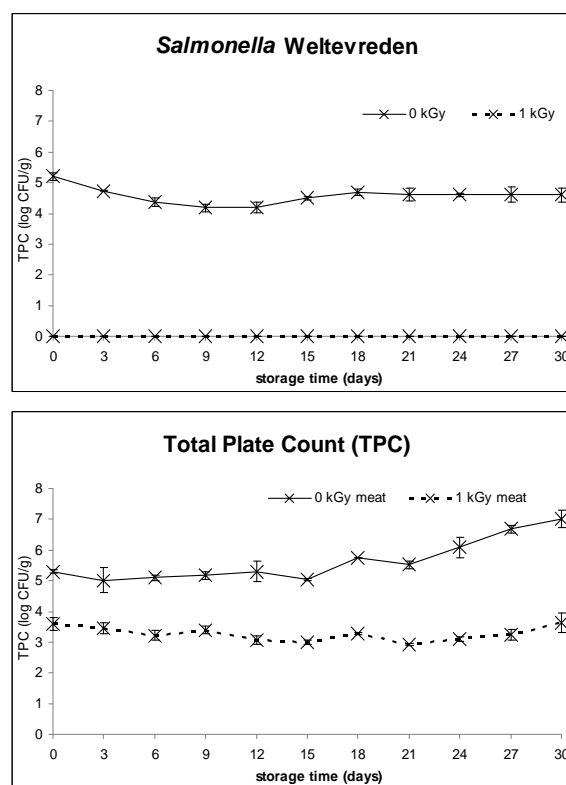 Salmonella Weltevreden
0 kGy 1 kGy
TPC (log CFU/g)
8
7
6
5
4
3
2
1
0
0 3 6 9 12 15 18 21 24 27 30
storage time (days)
Total Plate Count (TPC)
0 kGy meat 1 kGy meat
TPC (log CFU/g)
8
7
6
5
4
3
2
1
0
0 3 6 9 12 15 18 21 24 27 30
storage time (days)